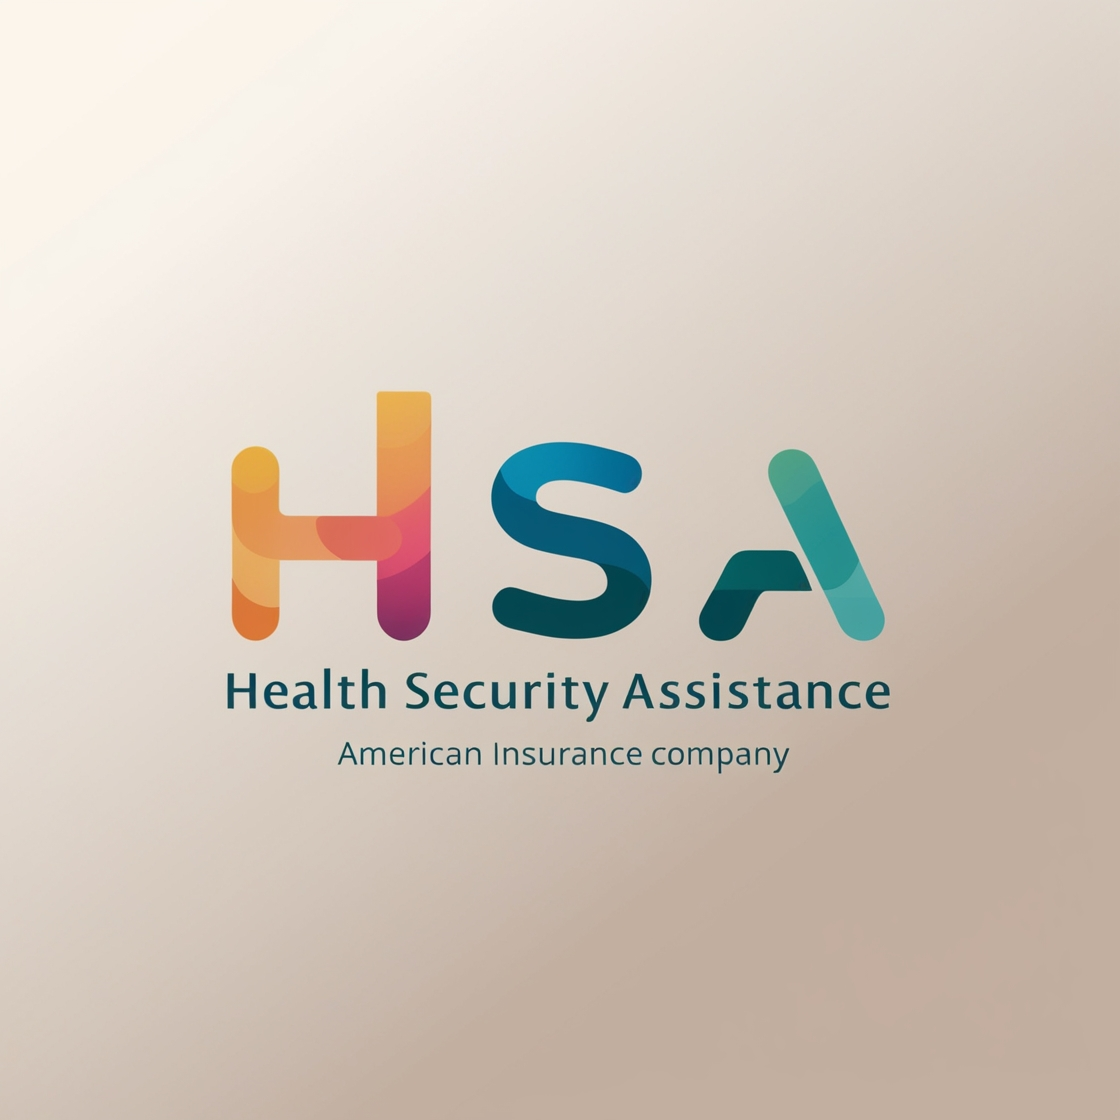 HSA
Health Security Assistance
American Insurance company